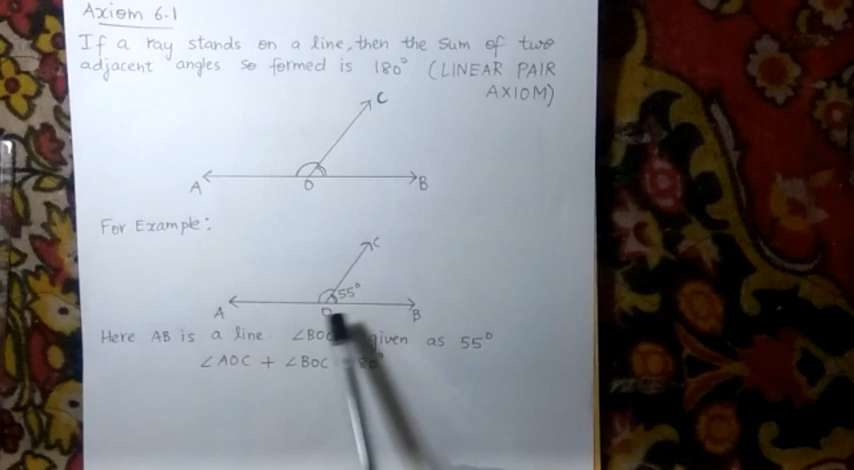 Axiom 6.1
If a ray stands on a line, then the sum of two
adjacent angles so formed is 180° (LINEAR PAIR
AXIOM)
C
A O B
For Example:
C
55°
A B
Here AB is a line. given as 55°
∠AOC + ∠BOC